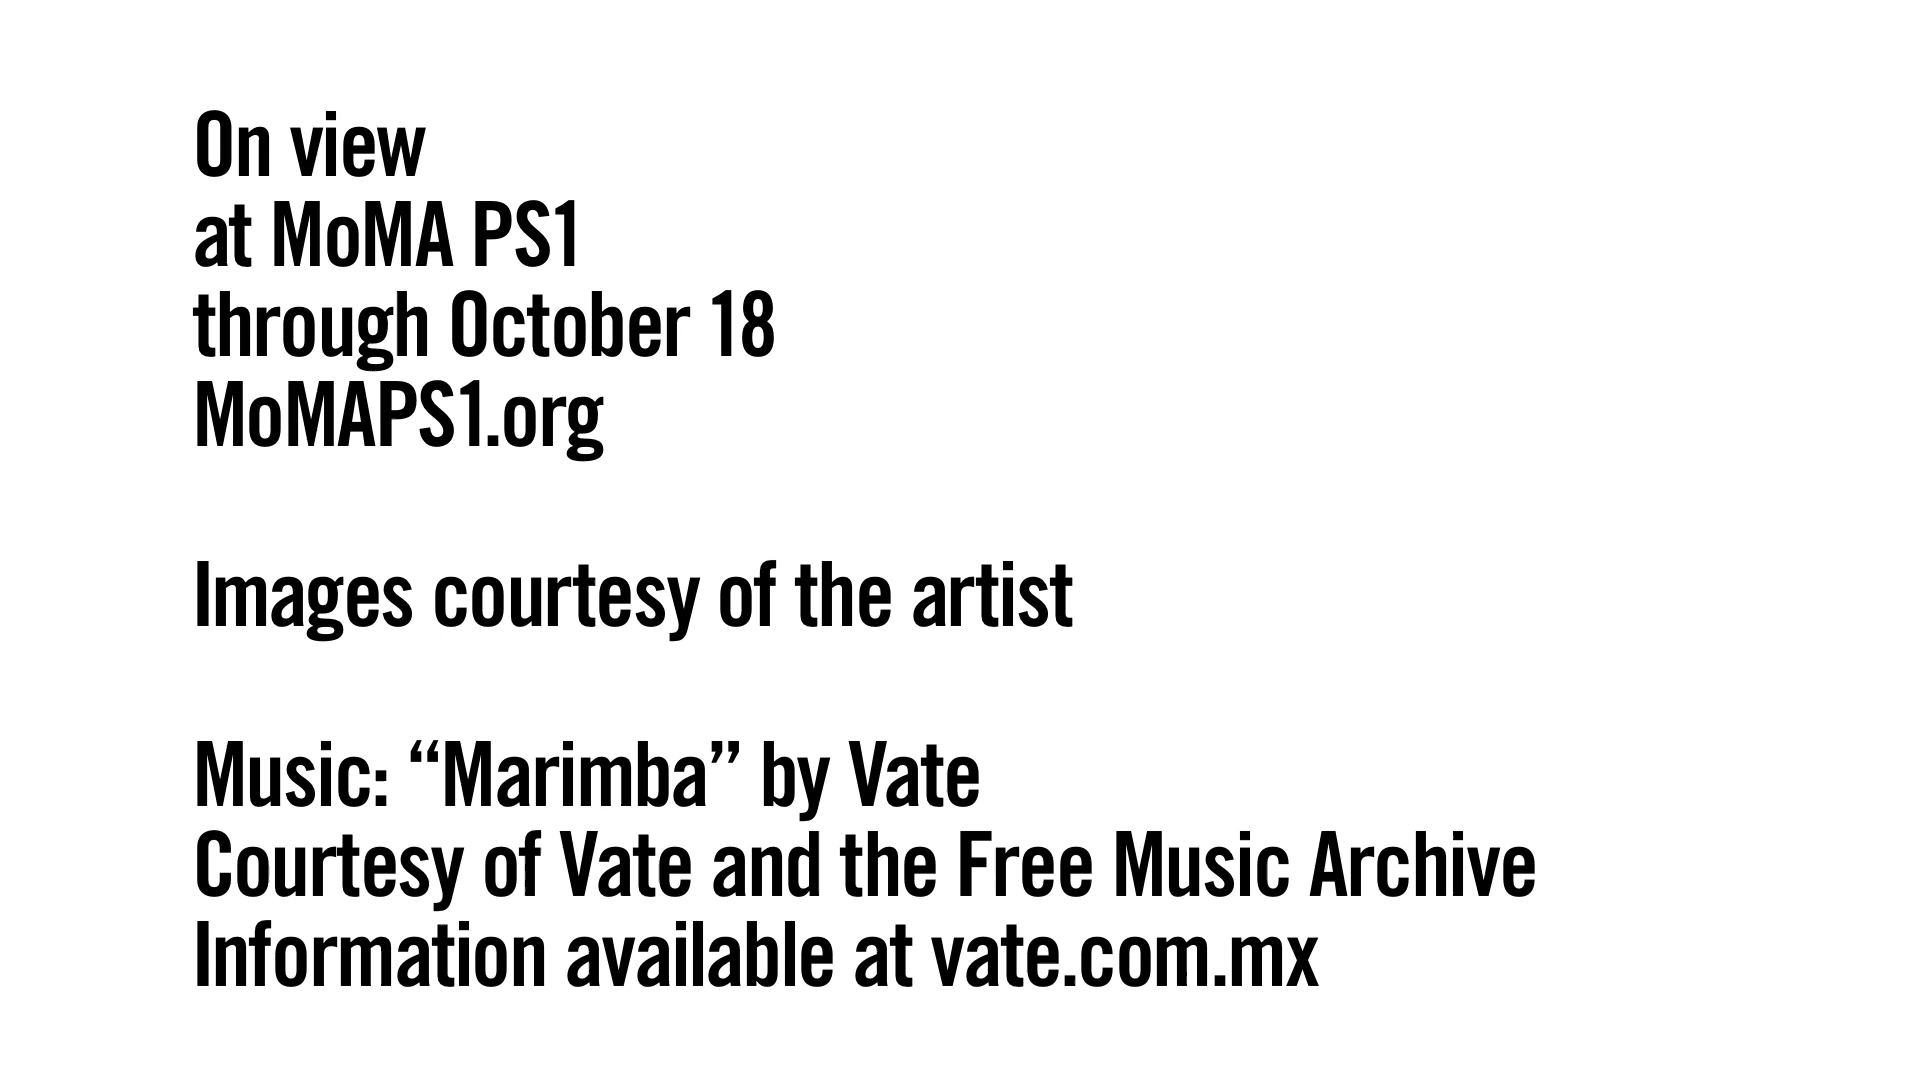 On view
at MoMA PS1
through October 18
MoMAPS1.org
Images courtesy of the artist
Music: “Marimba” by Vate
Courtesy of Vate and the Free Music Archive
Information available at vate.com.mx